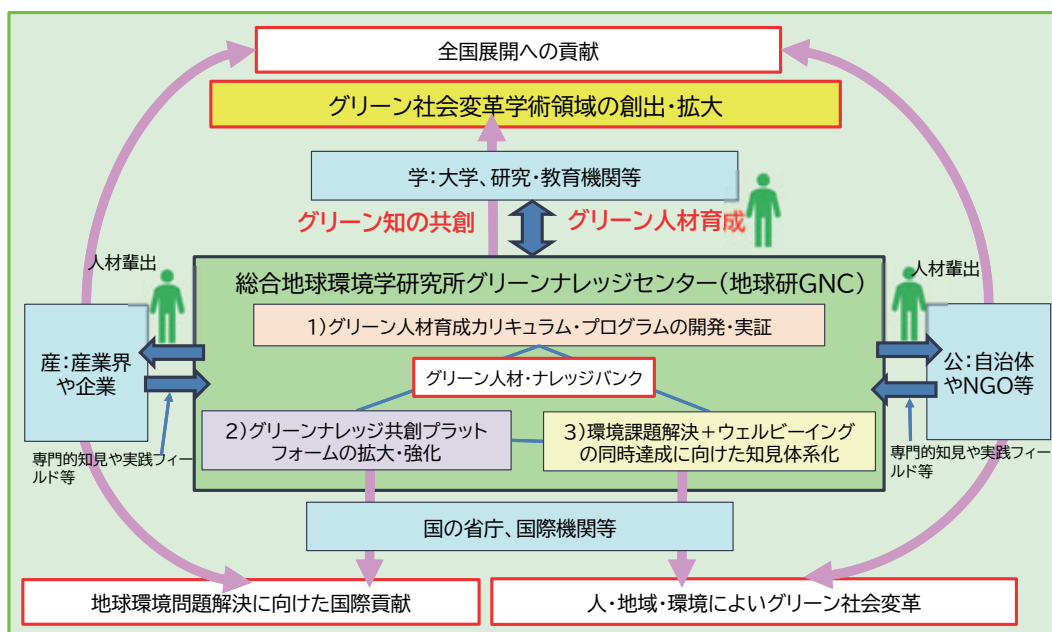 全国展開への貢献
グリーン社会変革学術領域の創出・拡大
学：大学、研究・教育機関等
グリーン知の共創
グリーン人材育成
人材輩出
人材輩出
総合地球環境学研究所グリーンナレッジセンター（地球研GNC）
1）グリーン人材育成カリキュラム・プログラムの開発・実証
グリーン人材・ナレッジバンク
産：産業界
や企業
公：自治体
やNGO等
2）グリーンナレッジ共創プラット
フォームの拡大・強化
3）環境課題解決＋ウェルビーイング
の同時達成に向けた知見体系化
専門的知見や実践フィー
ルド等
専門的知見や実践フィー
ルド等
国の省庁、国際機関等
地球環境問題解決に向けた国際貢献
人・地域・環境によいグリーン社会変革